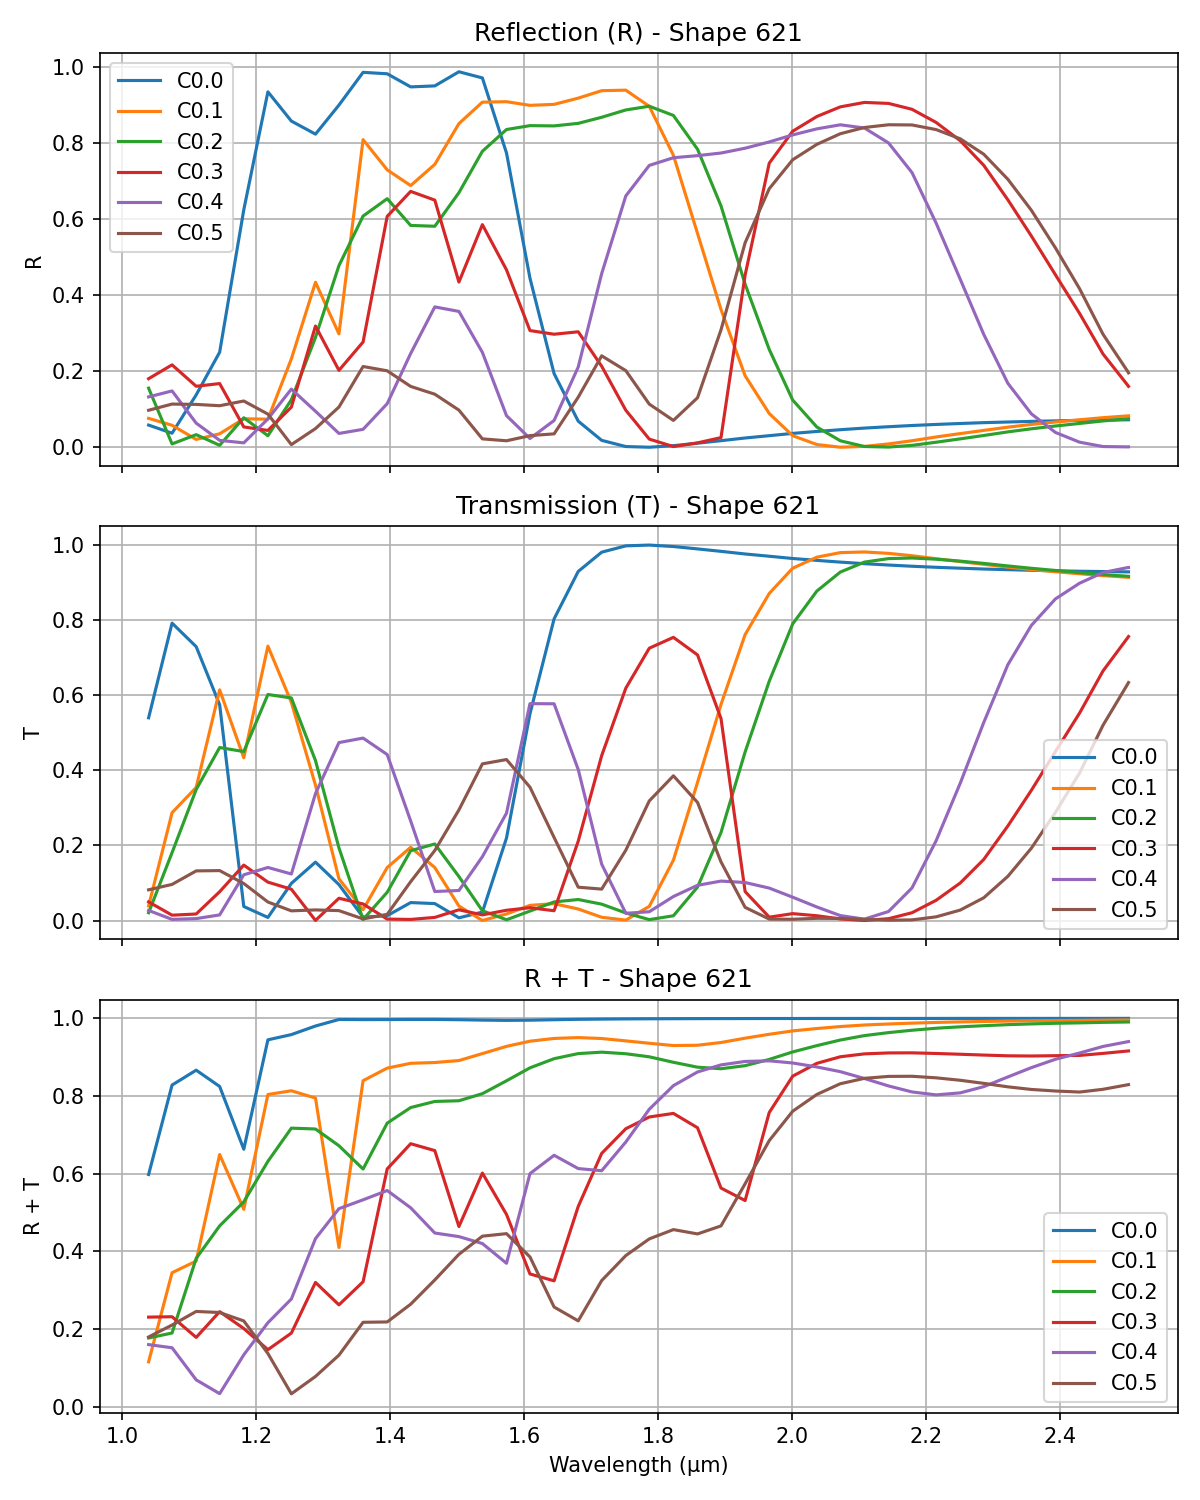 Reflection (R) - Shape 621
1.0
0.8
0.6
0.4
0.2
0.0
R
C0.0
C0.1
C0.2
C0.3
C0.4
C0.5
Transmission (T) - Shape 621
1.0
0.8
0.6
0.4
0.2
0.0
T
C0.0
C0.1
C0.2
C0.3
C0.4
C0.5
R + T - Shape 621
1.0
0.8
0.6
0.4
0.2
0.0
R + T
C0.0
C0.1
C0.2
C0.3
C0.4
C0.5
1.0 1.2 1.4 1.6 1.8 2.0 2.2 2.4
Wavelength (μm)